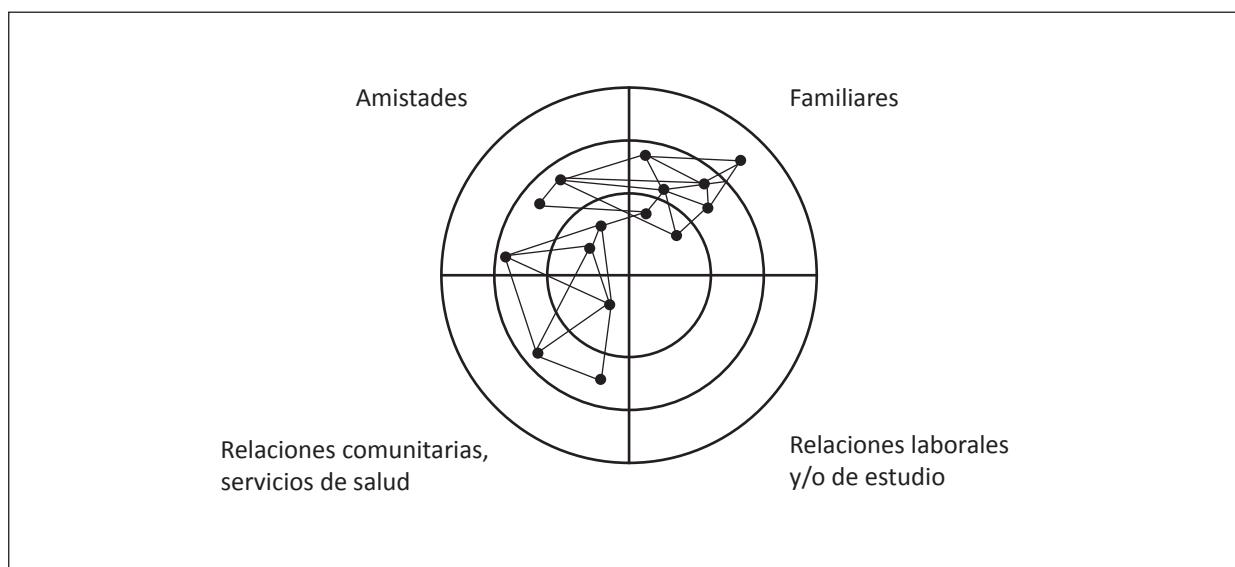 Amistades
Familiares
Relaciones comunitarias,
servicios de salud
Relaciones laborales
y/o de estudio